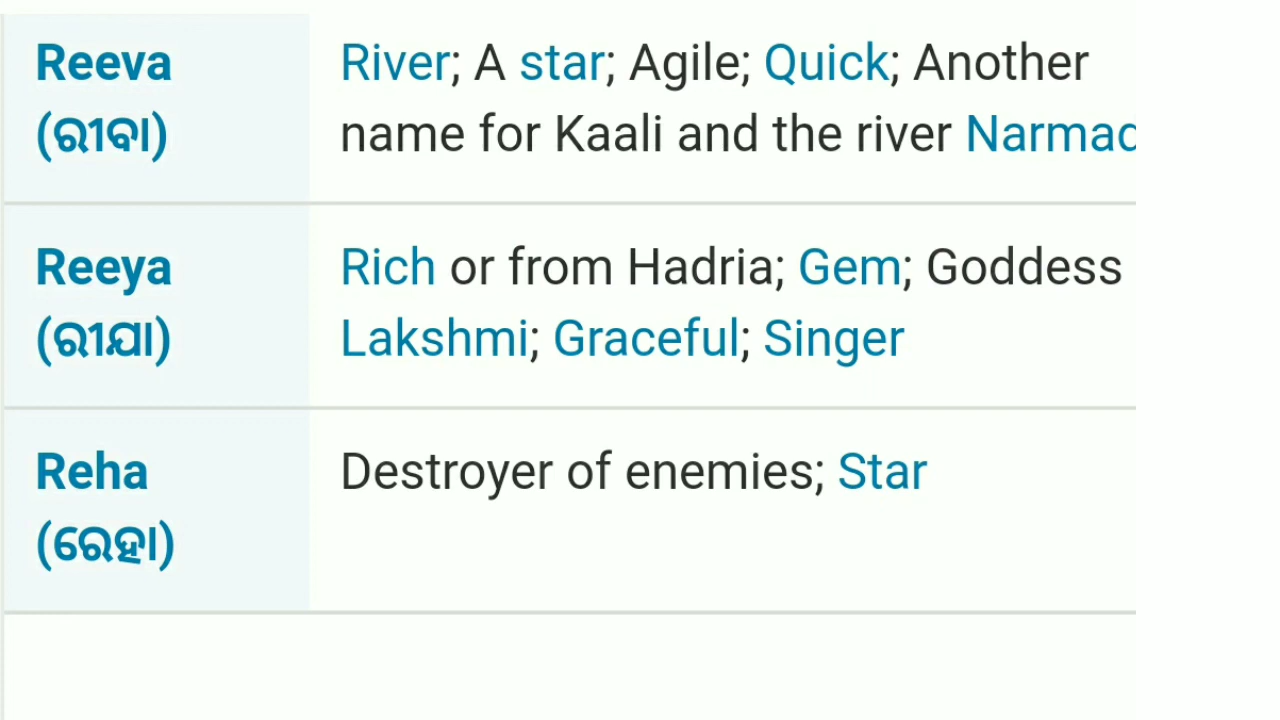 Reeva
(ରୀବା)
River; A star; Agile; Quick; Another
name for Kaali and the river Narmad
Reeya
(ରୀଯା)
Rich or from Hadria; Gem; Goddess
Lakshmi; Graceful; Singer
Reha
(ରେହା)
Destroyer of enemies; Star